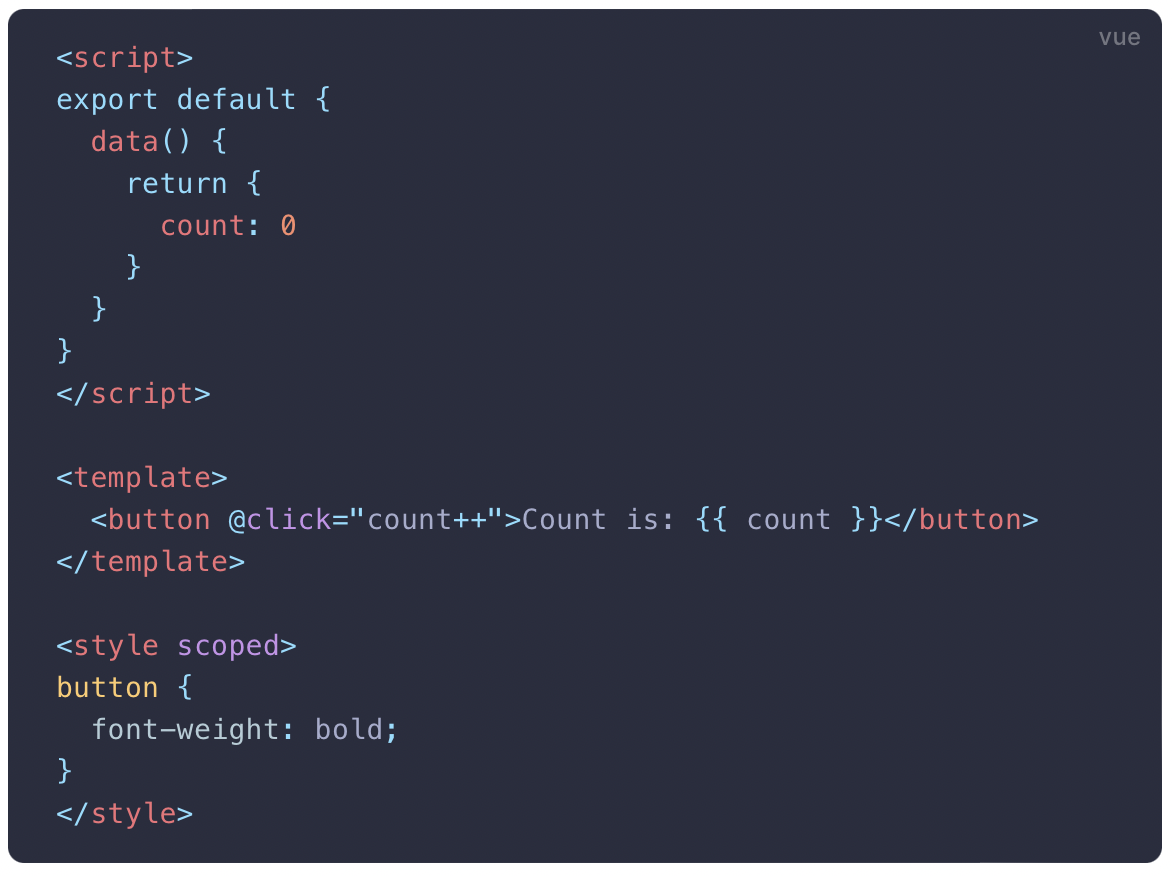 vue
<script>
export default {
  data() {
    return {
      count: 0
    }
  }
}
</script>

<template>
  <button @click="count++">Count is: {{ count }}</button>
</template>

<style scoped>
button {
  font-weight: bold;
}
</style>